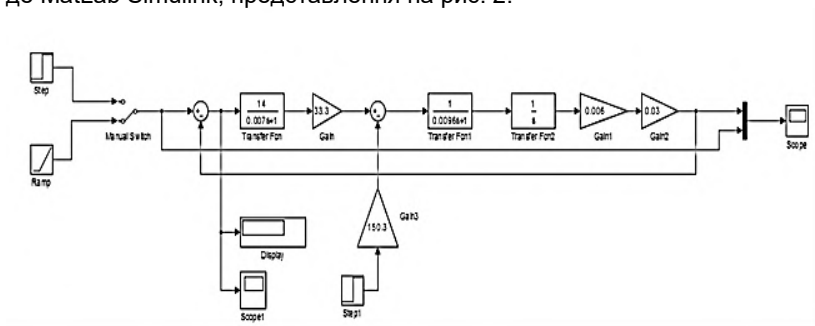 до MatLab Simulink, представлення на рис. 2.
Step
Manual Switch
Ramp
14
0.007s+1
Transfer Fcn
33.3
Gain
1
0.0096s+1
Transfer Fcn1
1
s
Transfer Fcn2
0.006
Gain1
0.03
Gain2
Scope
150.3
Gain3
Display
Scope1
Step1